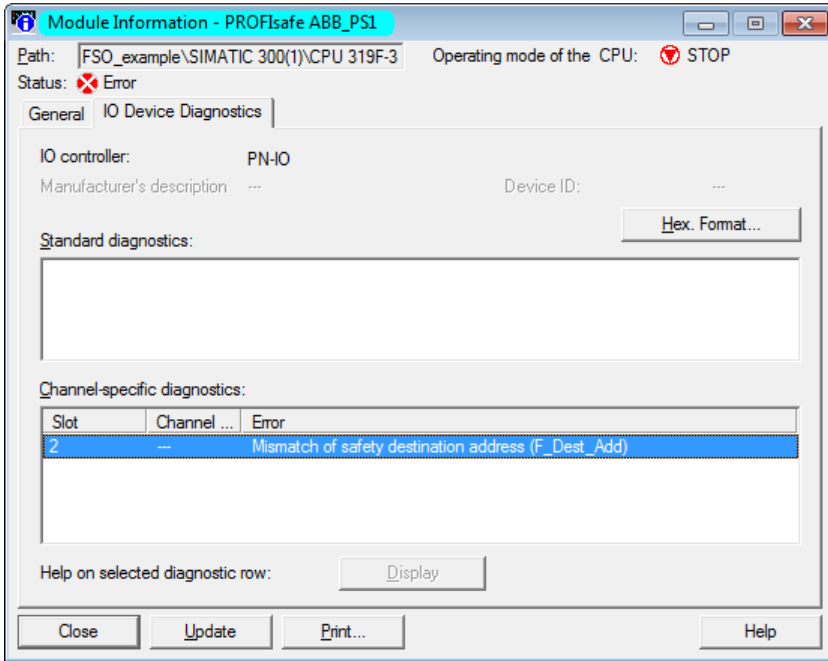 Module Information - PROFIsafe ABB_PS1
Path: FSO_example\SIMATIC 300(1)\CPU 319F-3 Operating mode of the CPU: STOP
Status: Error
General IO Device Diagnostics
IO controller: PN-IO
Manufacturer's description --- Device ID: ---
Hex. Format...
Standard diagnostics:
Channel-specific diagnostics:
Slot Channel ... Error
2 --- Mismatch of safety destination address (F_Dest_Add)
Help on selected diagnostic row: Display
Close Update Print... Help